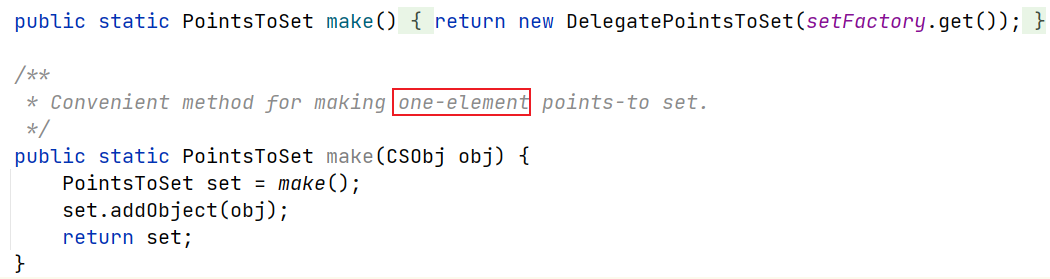 public static PointsToSet make() { return new DelegatePointsToSet(setFactory.get()); }
/**
 * Convenient method for making one-element points-to set.
 */
public static PointsToSet make(CSObj obj) {
    PointsToSet set = make();
    set.addObject(obj);
    return set;
}